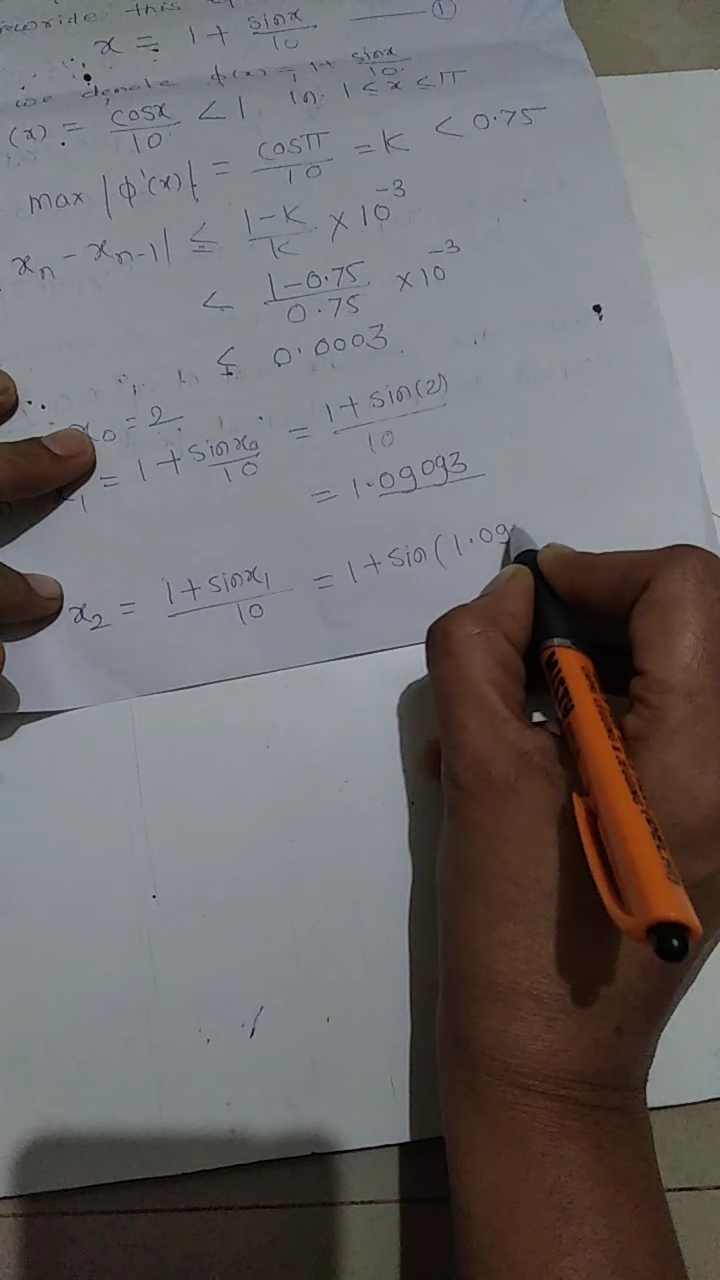 this
∴ x = 1 + sinx/10 ——— ①
we denote φ(x) = 1 + sinx/10.
(x) = cosx/10 < 1 in 1 ≤ x ≤ π
max |φ'(x)| = cosπ/10 = K < 0.75
xₙ - xₙ₋₁| ≤ 1-K/K × 10⁻³
< 1-0.75/0.75 × 10⁻³
≤ 0.0003
∴ x₀ = 2
x₁ = 1 + sinx₀/10 = 1 + sin(2)/10
= 1.09093
x₂ = 1 + sinx₁/10 = 1 + sin(1.09